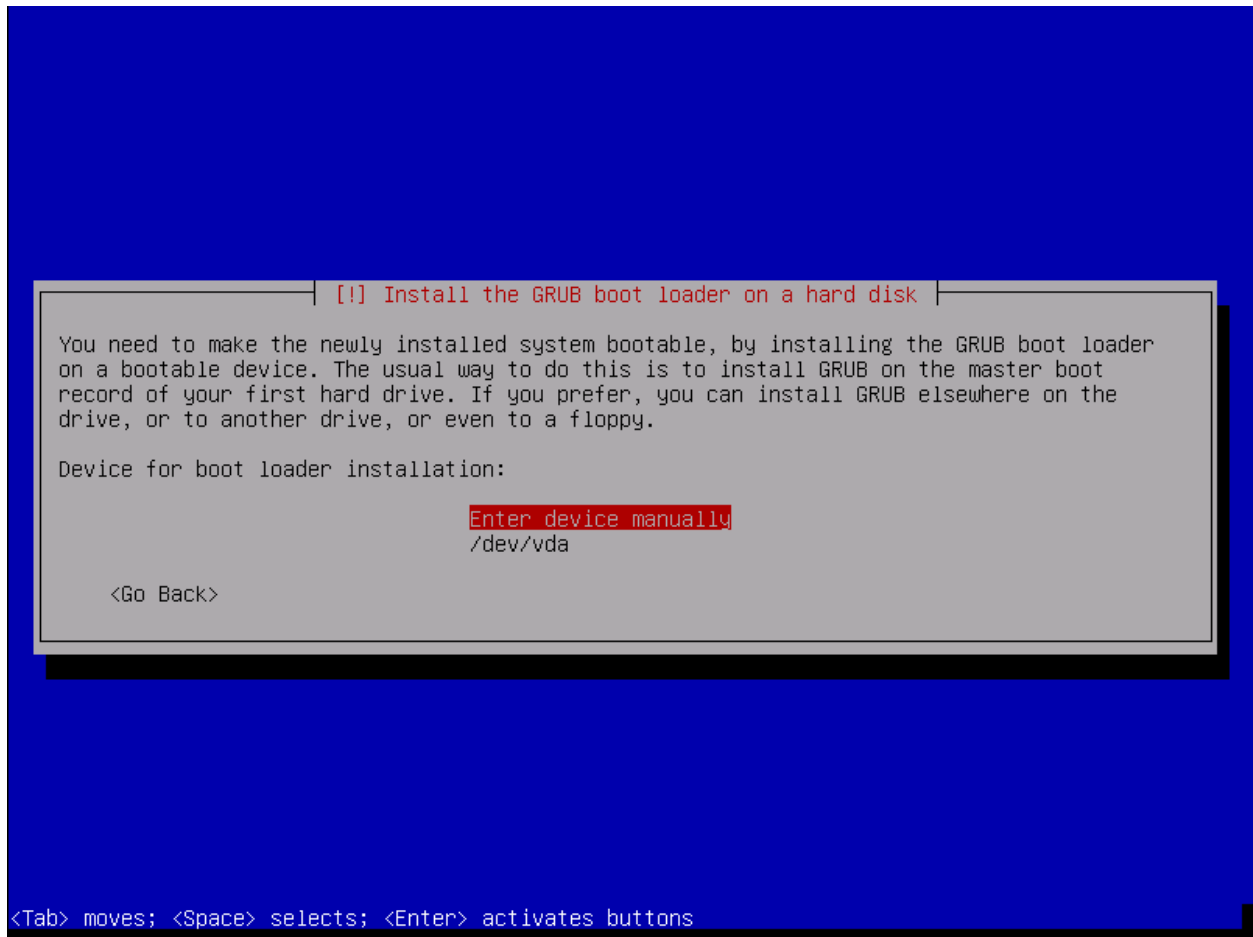 [!] Install the GRUB boot loader on a hard disk
You need to make the newly installed system bootable, by installing the GRUB boot loader
on a bootable device. The usual way to do this is to install GRUB on the master boot
record of your first hard drive. If you prefer, you can install GRUB elsewhere on the
drive, or to another drive, or even to a floppy.
Device for boot loader installation:
Enter device manually
/dev/vda
<Go Back>
<Tab> moves; <Space> selects; <Enter> activates buttons